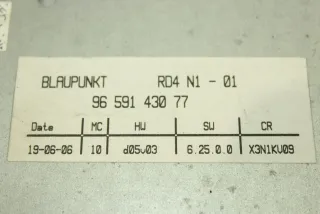 BLAUPUNKT RD4 N1 - 01
96 591 430 77
Date MC HW SW CR
19-06-06 10 d05v03 6.25.0.0 X3N1KV09